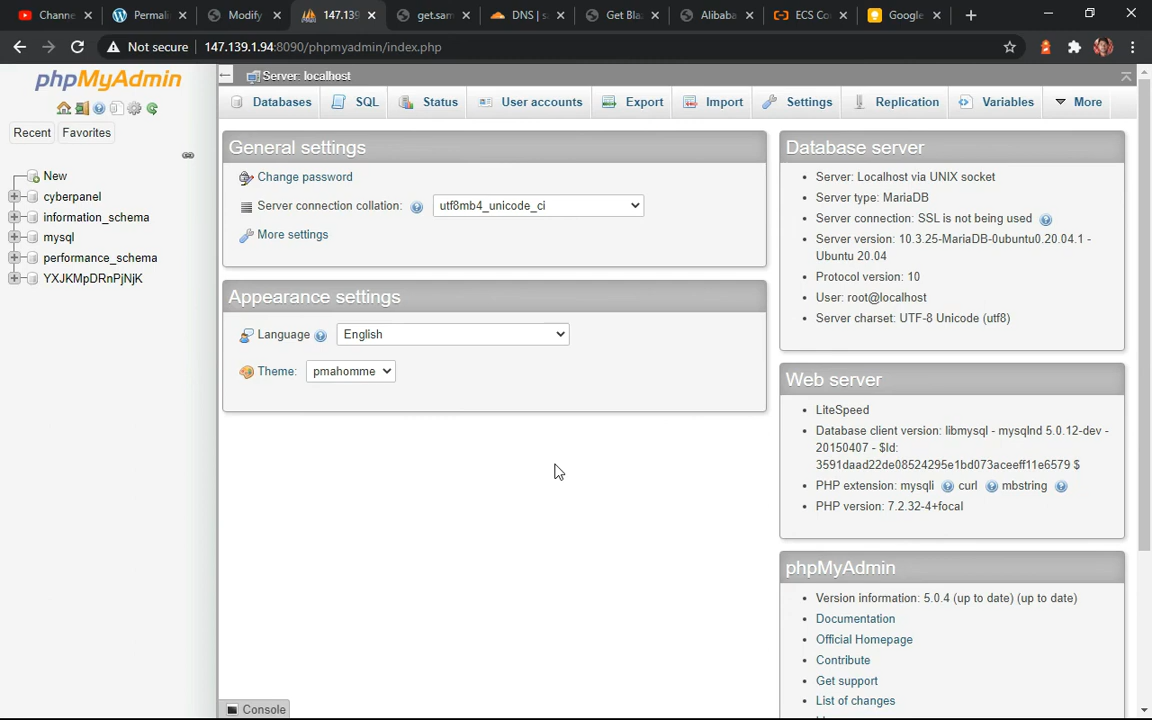 Channe
Permali
Modify
147.139
get.sam
DNS | s
Get Bla
Alibaba
ECS Co
Google
Not secure
147.139.1.94:8090/phpmyadmin/index.php
phpMyAdmin
Recent
Favorites
New
cyberpanel
information_schema
mysql
performance_schema
YXJKMpDRnPjNjK
Server: localhost
Databases
SQL
Status
User accounts
Export
Import
Settings
Replication
Variables
More
General settings
Change password
Server connection collation:
utf8mb4_unicode_ci
More settings
Appearance settings
Language
English
Theme:
pmahomme
Database server
Server: Localhost via UNIX socket
Server type: MariaDB
Server connection: SSL is not being used
Server version: 10.3.25-MariaDB-0ubuntu0.20.04.1 -
Ubuntu 20.04
Protocol version: 10
User: root@localhost
Server charset: UTF-8 Unicode (utf8)
Web server
LiteSpeed
Database client version: libmysql - mysqlnd 5.0.12-dev -
20150407 - $Id:
3591daad22de08524295e1bd073aceeff11e6579 $
PHP extension: mysqli curl mbstring
PHP version: 7.2.32-4+focal
phpMyAdmin
Version information: 5.0.4 (up to date) (up to date)
Documentation
Official Homepage
Contribute
Get support
List of changes
Console